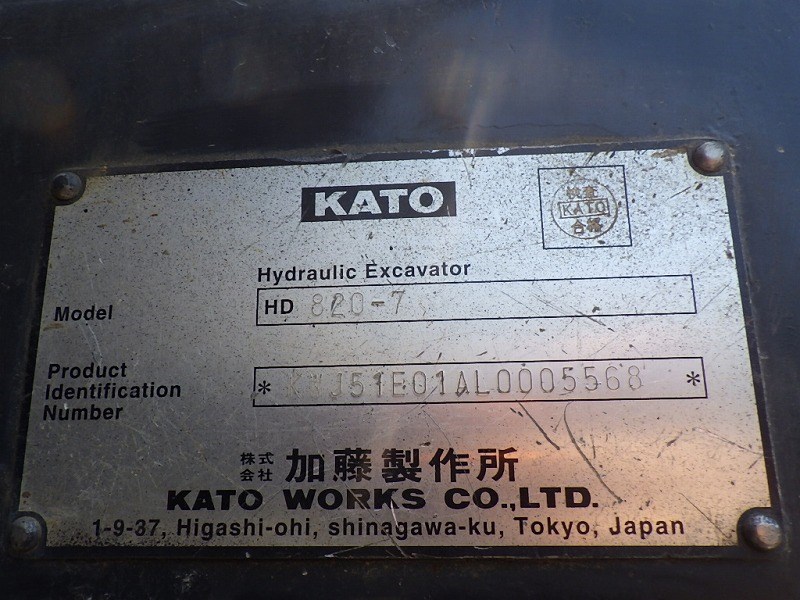 KATO
検査
KATO
合格
Hydraulic Excavator
Model HD 820-7
Product
Identification
Number
*KWJ51E01AL0005568*
株式
会社 加藤製作所
KATO WORKS CO.,LTD.
1-9-37, Higashi-ohi, shinagawa-ku, Tokyo, Japan